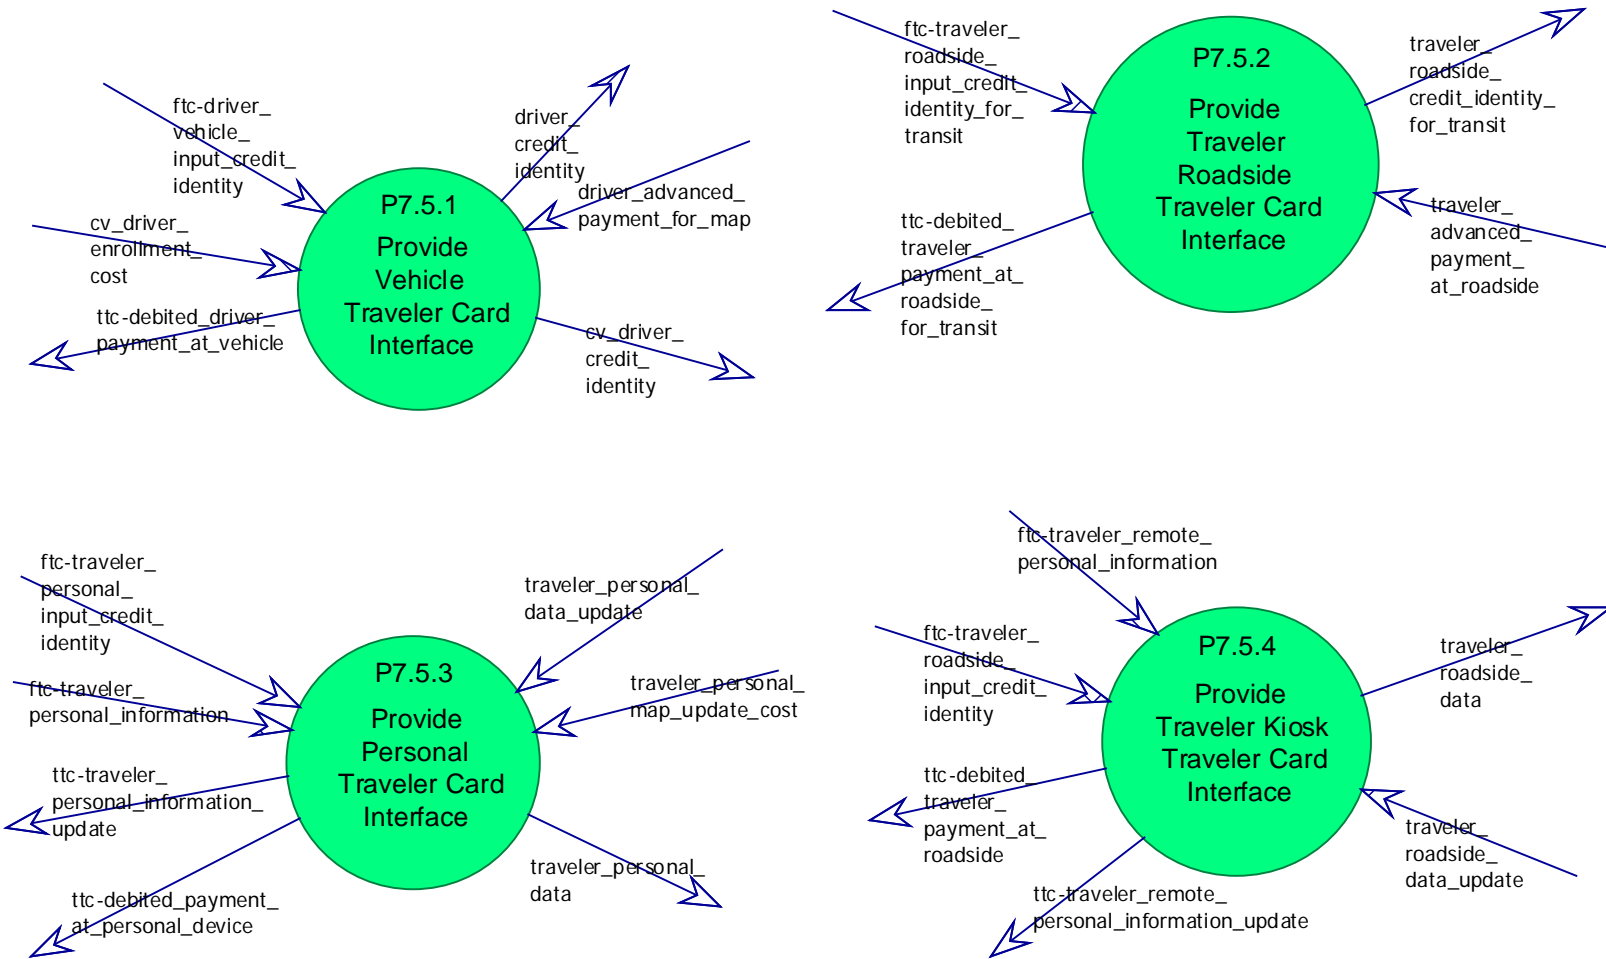 ftc-driver_
vehicle_
input_credit_
identity
driver_
credit_
identity
driver_advanced_
payment_for_map
cv_driver_
enrollment_
cost
P7.5.1
Provide
Vehicle
Traveler Card
Interface
ttc-debited_driver_
payment_at_vehicle
cv_driver_
credit_
identity
ftc-traveler_
roadside_
input_credit_
identity_for_
transit
P7.5.2
Provide
Traveler
Roadside
Traveler Card
Interface
traveler_
roadside_
credit_identity_
for_transit
ttc-debited_
traveler_
payment_at_
roadside_
for_transit
traveler_
advanced_
payment_
at_roadside
ftc-traveler_
personal_
input_credit_
identity
traveler_personal_
data_update
ftc-traveler_
personal_information
P7.5.3
Provide
Personal
Traveler Card
Interface
traveler_personal_
map_update_cost
ttc-traveler_
personal_information_
update
ttc-debited_payment_
at_personal_device
traveler_personal_
data
ftc-traveler_remote_
personal_information
ftc-traveler_
roadside_
input_credit_
identity
P7.5.4
Provide
Traveler Kiosk
Traveler Card
Interface
traveler_
roadside_
data
ttc-debited_
traveler_
payment_at_
roadside
traveler_
roadside_
data_update
ttc-traveler_remote_
personal_information_update